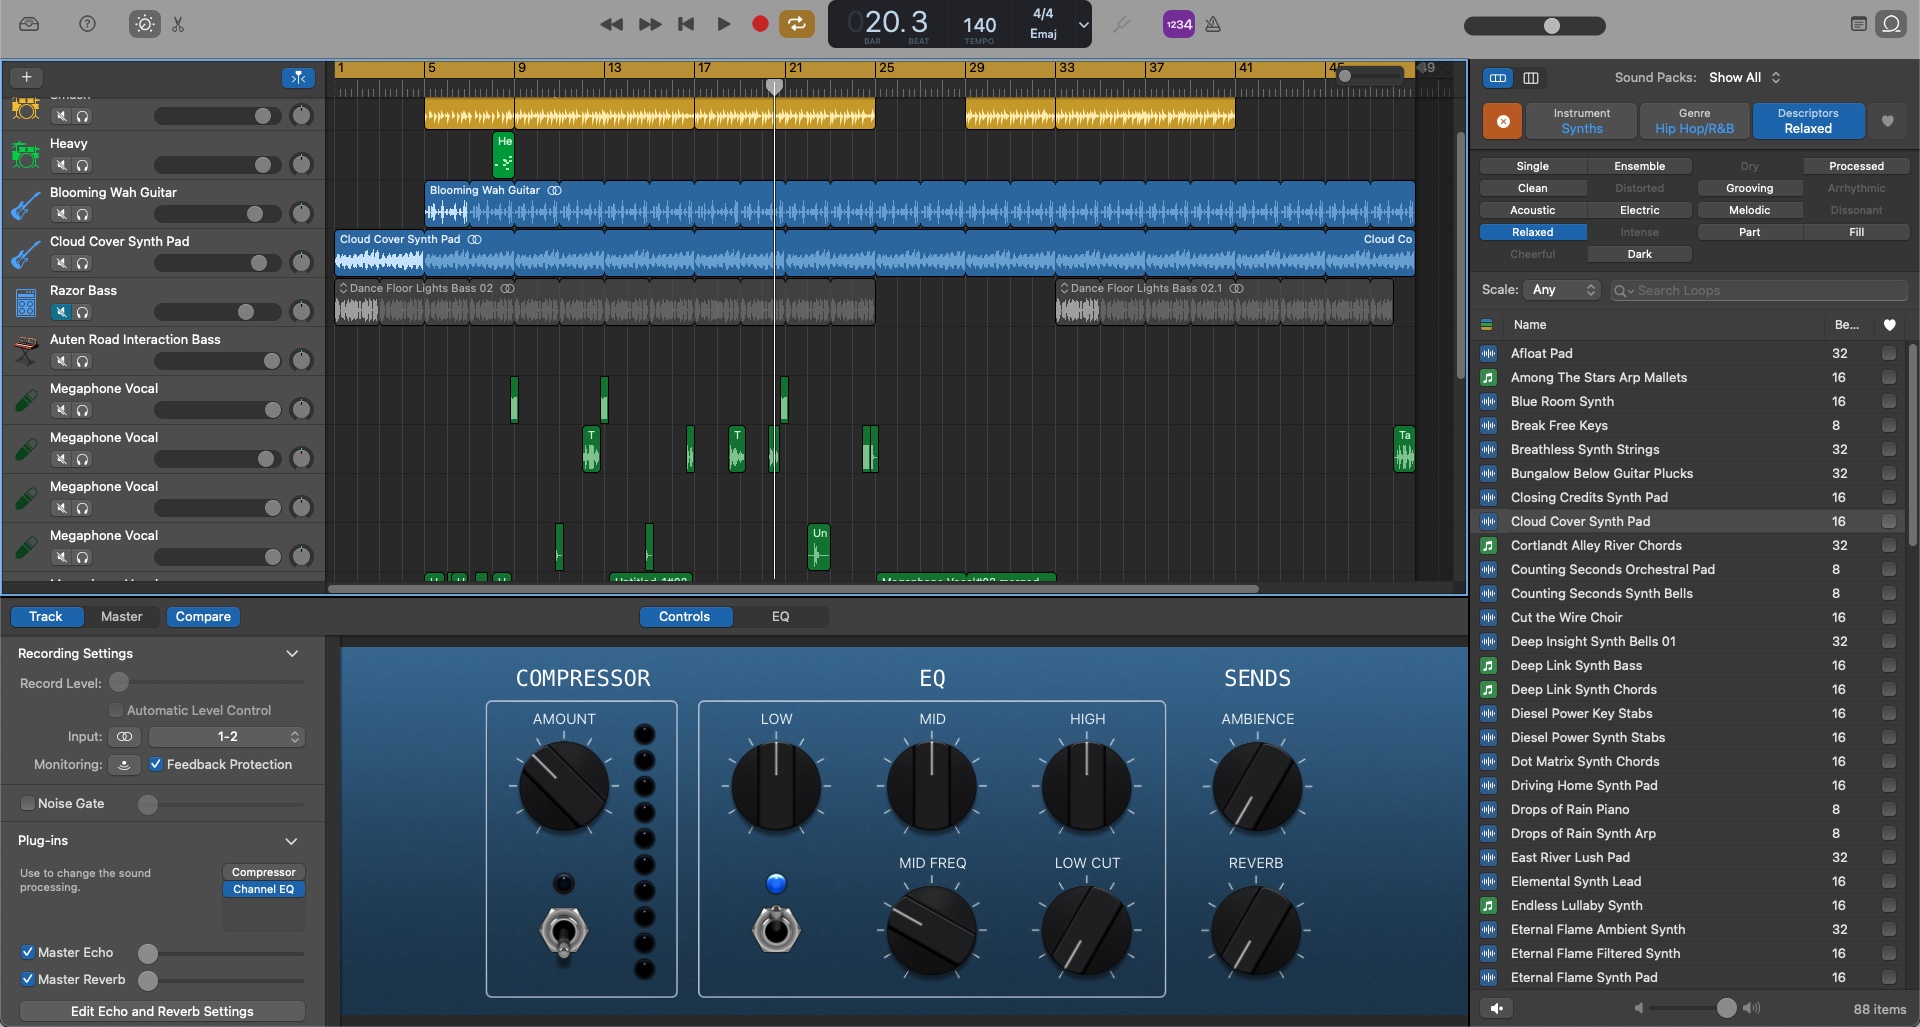 020.3
BAR
BEAT
140
TEMPO
4/4
Emaj
1234
1
5
9
13
17
21
25
29
33
37
41
45
49
Heavy
Blooming Wah Guitar
Cloud Cover Synth Pad
Razor Bass
Auten Road Interaction Bass
Megaphone Vocal
Megaphone Vocal
Megaphone Vocal
Megaphone Vocal
He
Blooming Wah Guitar
Cloud Cover Synth Pad
Cloud Co
Dance Floor Lights Bass 02
Dance Floor Lights Bass 02.1
T
T
Ta
Un
Track
Master
Compare
Controls
EQ
Recording Settings
Record Level:
Automatic Level Control
Input:
1-2
Monitoring:
Feedback Protection
Noise Gate
Plug-ins
Use to change the sound
processing.
Compressor
Channel EQ
Master Echo
Master Reverb
Edit Echo and Reverb Settings
COMPRESSOR
AMOUNT
EQ
LOW
MID
HIGH
MID FREQ
LOW CUT
SENDS
AMBIENCE
REVERB
Sound Packs: Show All
Instrument
Synths
Genre
Hip Hop/R&B
Descriptors
Relaxed
Single Ensemble Dry Processed
Clean Distorted Grooving Arrhythmic
Acoustic Electric Melodic Dissonant
Relaxed Intense Part Fill
Cheerful Dark
Scale: Any
Search Loops
Name Be...
Afloat Pad 32
Among The Stars Arp Mallets 16
Blue Room Synth 16
Break Free Keys 8
Breathless Synth Strings 32
Bungalow Below Guitar Plucks 32
Closing Credits Synth Pad 16
Cloud Cover Synth Pad 16
Cortlandt Alley River Chords 32
Counting Seconds Orchestral Pad 8
Counting Seconds Synth Bells 8
Cut the Wire Choir 16
Deep Insight Synth Bells 01 32
Deep Link Synth Bass 16
Deep Link Synth Chords 16
Diesel Power Key Stabs 16
Diesel Power Synth Stabs 16
Dot Matrix Synth Chords 16
Driving Home Synth Pad 16
Drops of Rain Piano 8
Drops of Rain Synth Arp 8
East River Lush Pad 32
Elemental Synth Lead 16
Endless Lullaby Synth 16
Eternal Flame Ambient Synth 32
Eternal Flame Filtered Synth 16
Eternal Flame Synth Pad 16
88 items